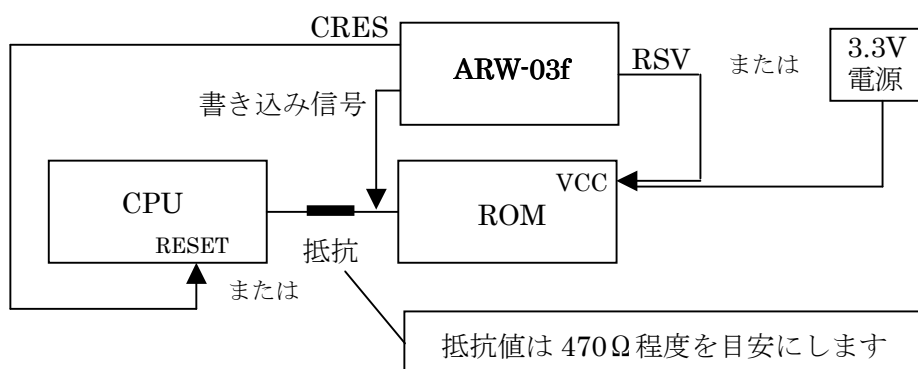 CRES
ARW-03f
RSV
または
3.3V
電源
書き込み信号
CPU
RESET
VCC
ROM
抵抗
または
抵抗値は 470Ω程度を目安にします